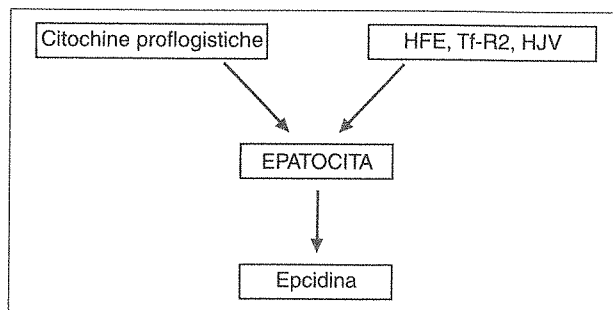 Citochine proflogistiche
HFE, Tf-R2, HJV
EPATOCITA
Epcidina